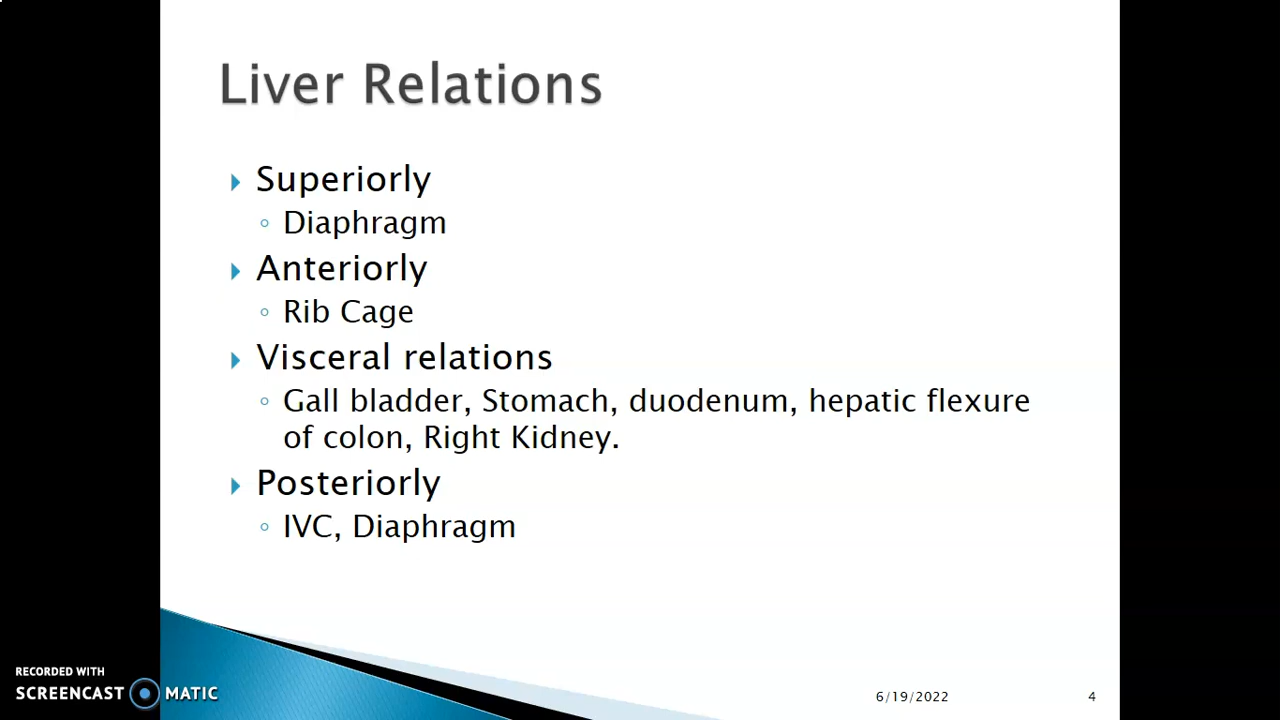 Liver Relations
Superiorly
Diaphragm
Anteriorly
Rib Cage
Visceral relations
Gall bladder, Stomach, duodenum, hepatic flexure
of colon, Right Kidney.
Posteriorly
IVC, Diaphragm
RECORDED WITH
SCREENCAST MATIC
6/19/2022
4